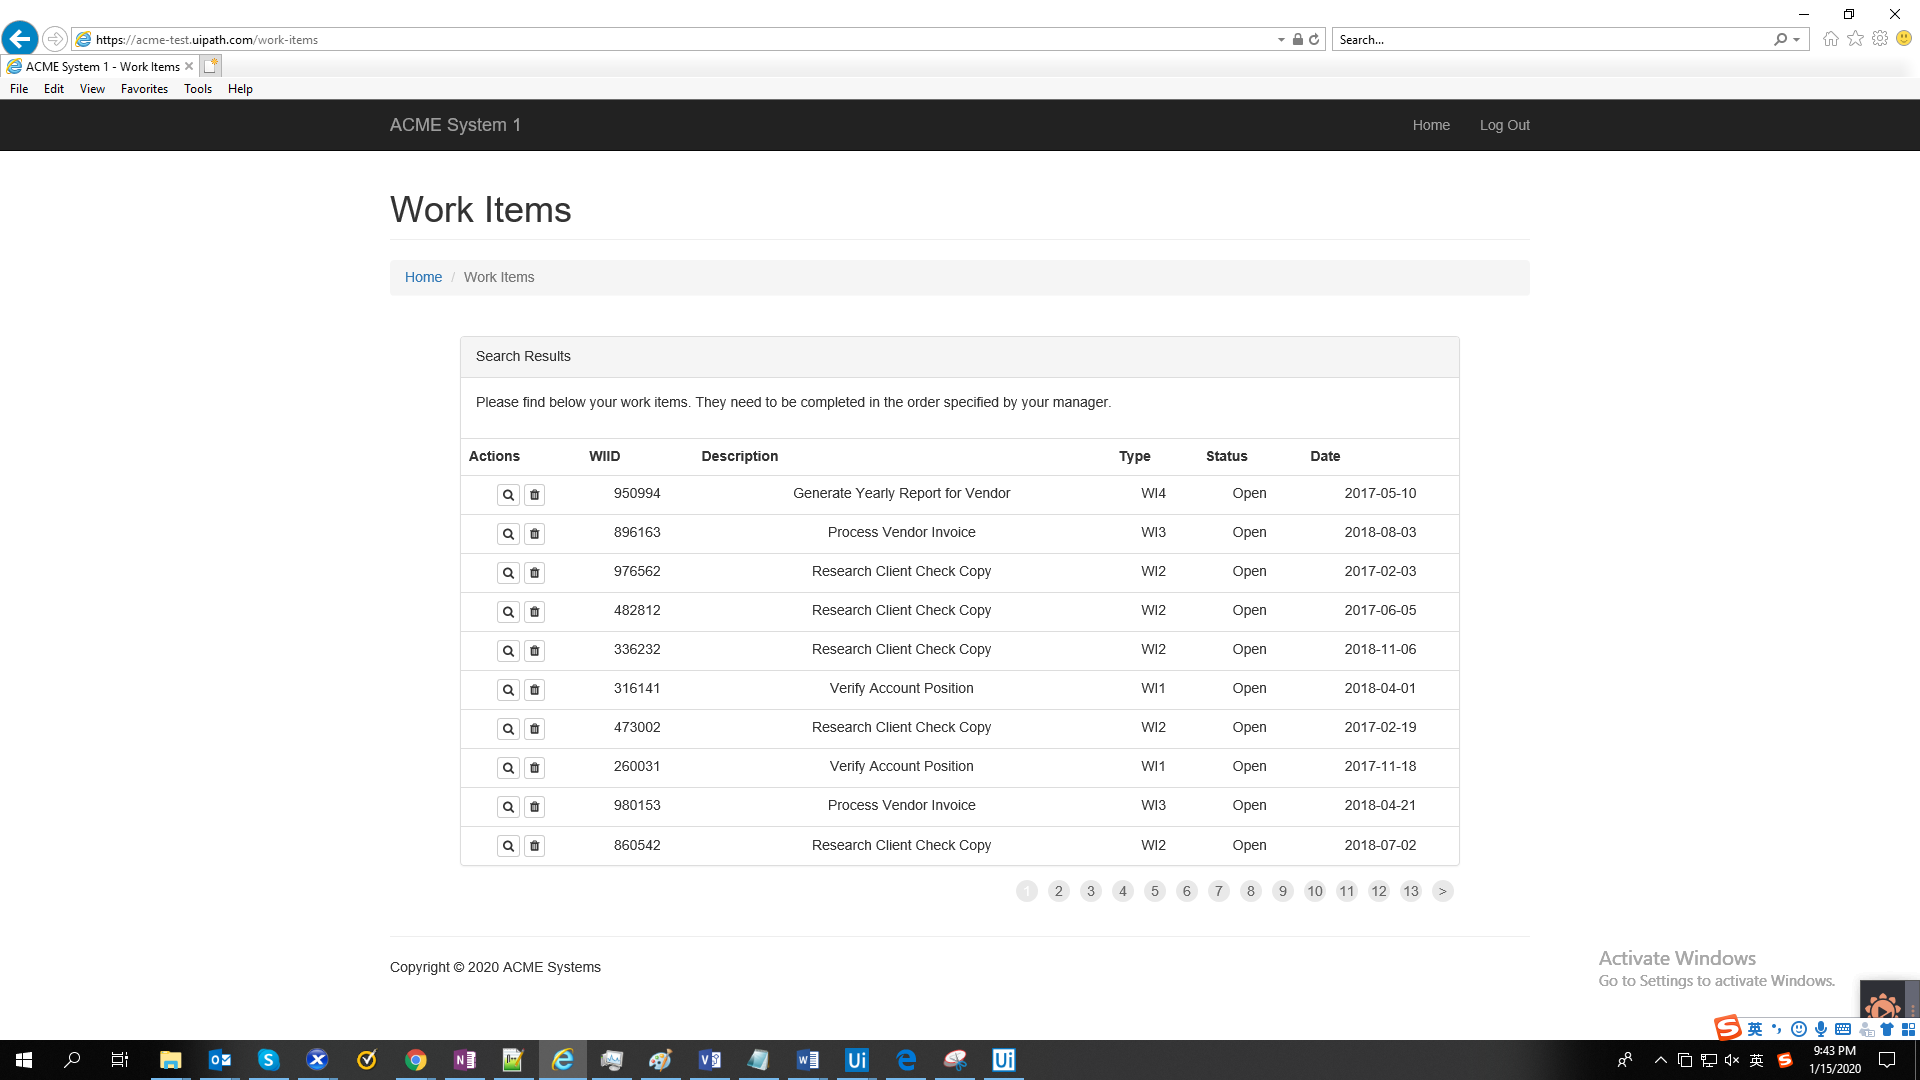 https://acme-test.uipath.com/work-items
Search...
ACME System 1 - Work Items
File Edit View Favorites Tools Help
ACME System 1 Home Log Out
Work Items
Home / Work Items
Search Results
Please find below your work items. They need to be completed in the order specified by your manager.
Actions WIID Description Type Status Date
950994 Generate Yearly Report for Vendor WI4 Open 2017-05-10
896163 Process Vendor Invoice WI3 Open 2018-08-03
976562 Research Client Check Copy WI2 Open 2017-02-03
482812 Research Client Check Copy WI2 Open 2017-06-05
336232 Research Client Check Copy WI2 Open 2018-11-06
316141 Verify Account Position WI1 Open 2018-04-01
473002 Research Client Check Copy WI2 Open 2017-02-19
260031 Verify Account Position WI1 Open 2017-11-18
980153 Process Vendor Invoice WI3 Open 2018-04-21
860542 Research Client Check Copy WI2 Open 2018-07-02
1 2 3 4 5 6 7 8 9 10 11 12 13 >
Copyright © 2020 ACME Systems
Activate Windows
Go to Settings to activate Windows.
英
Ui
Ui
英
9:43 PM
1/15/2020